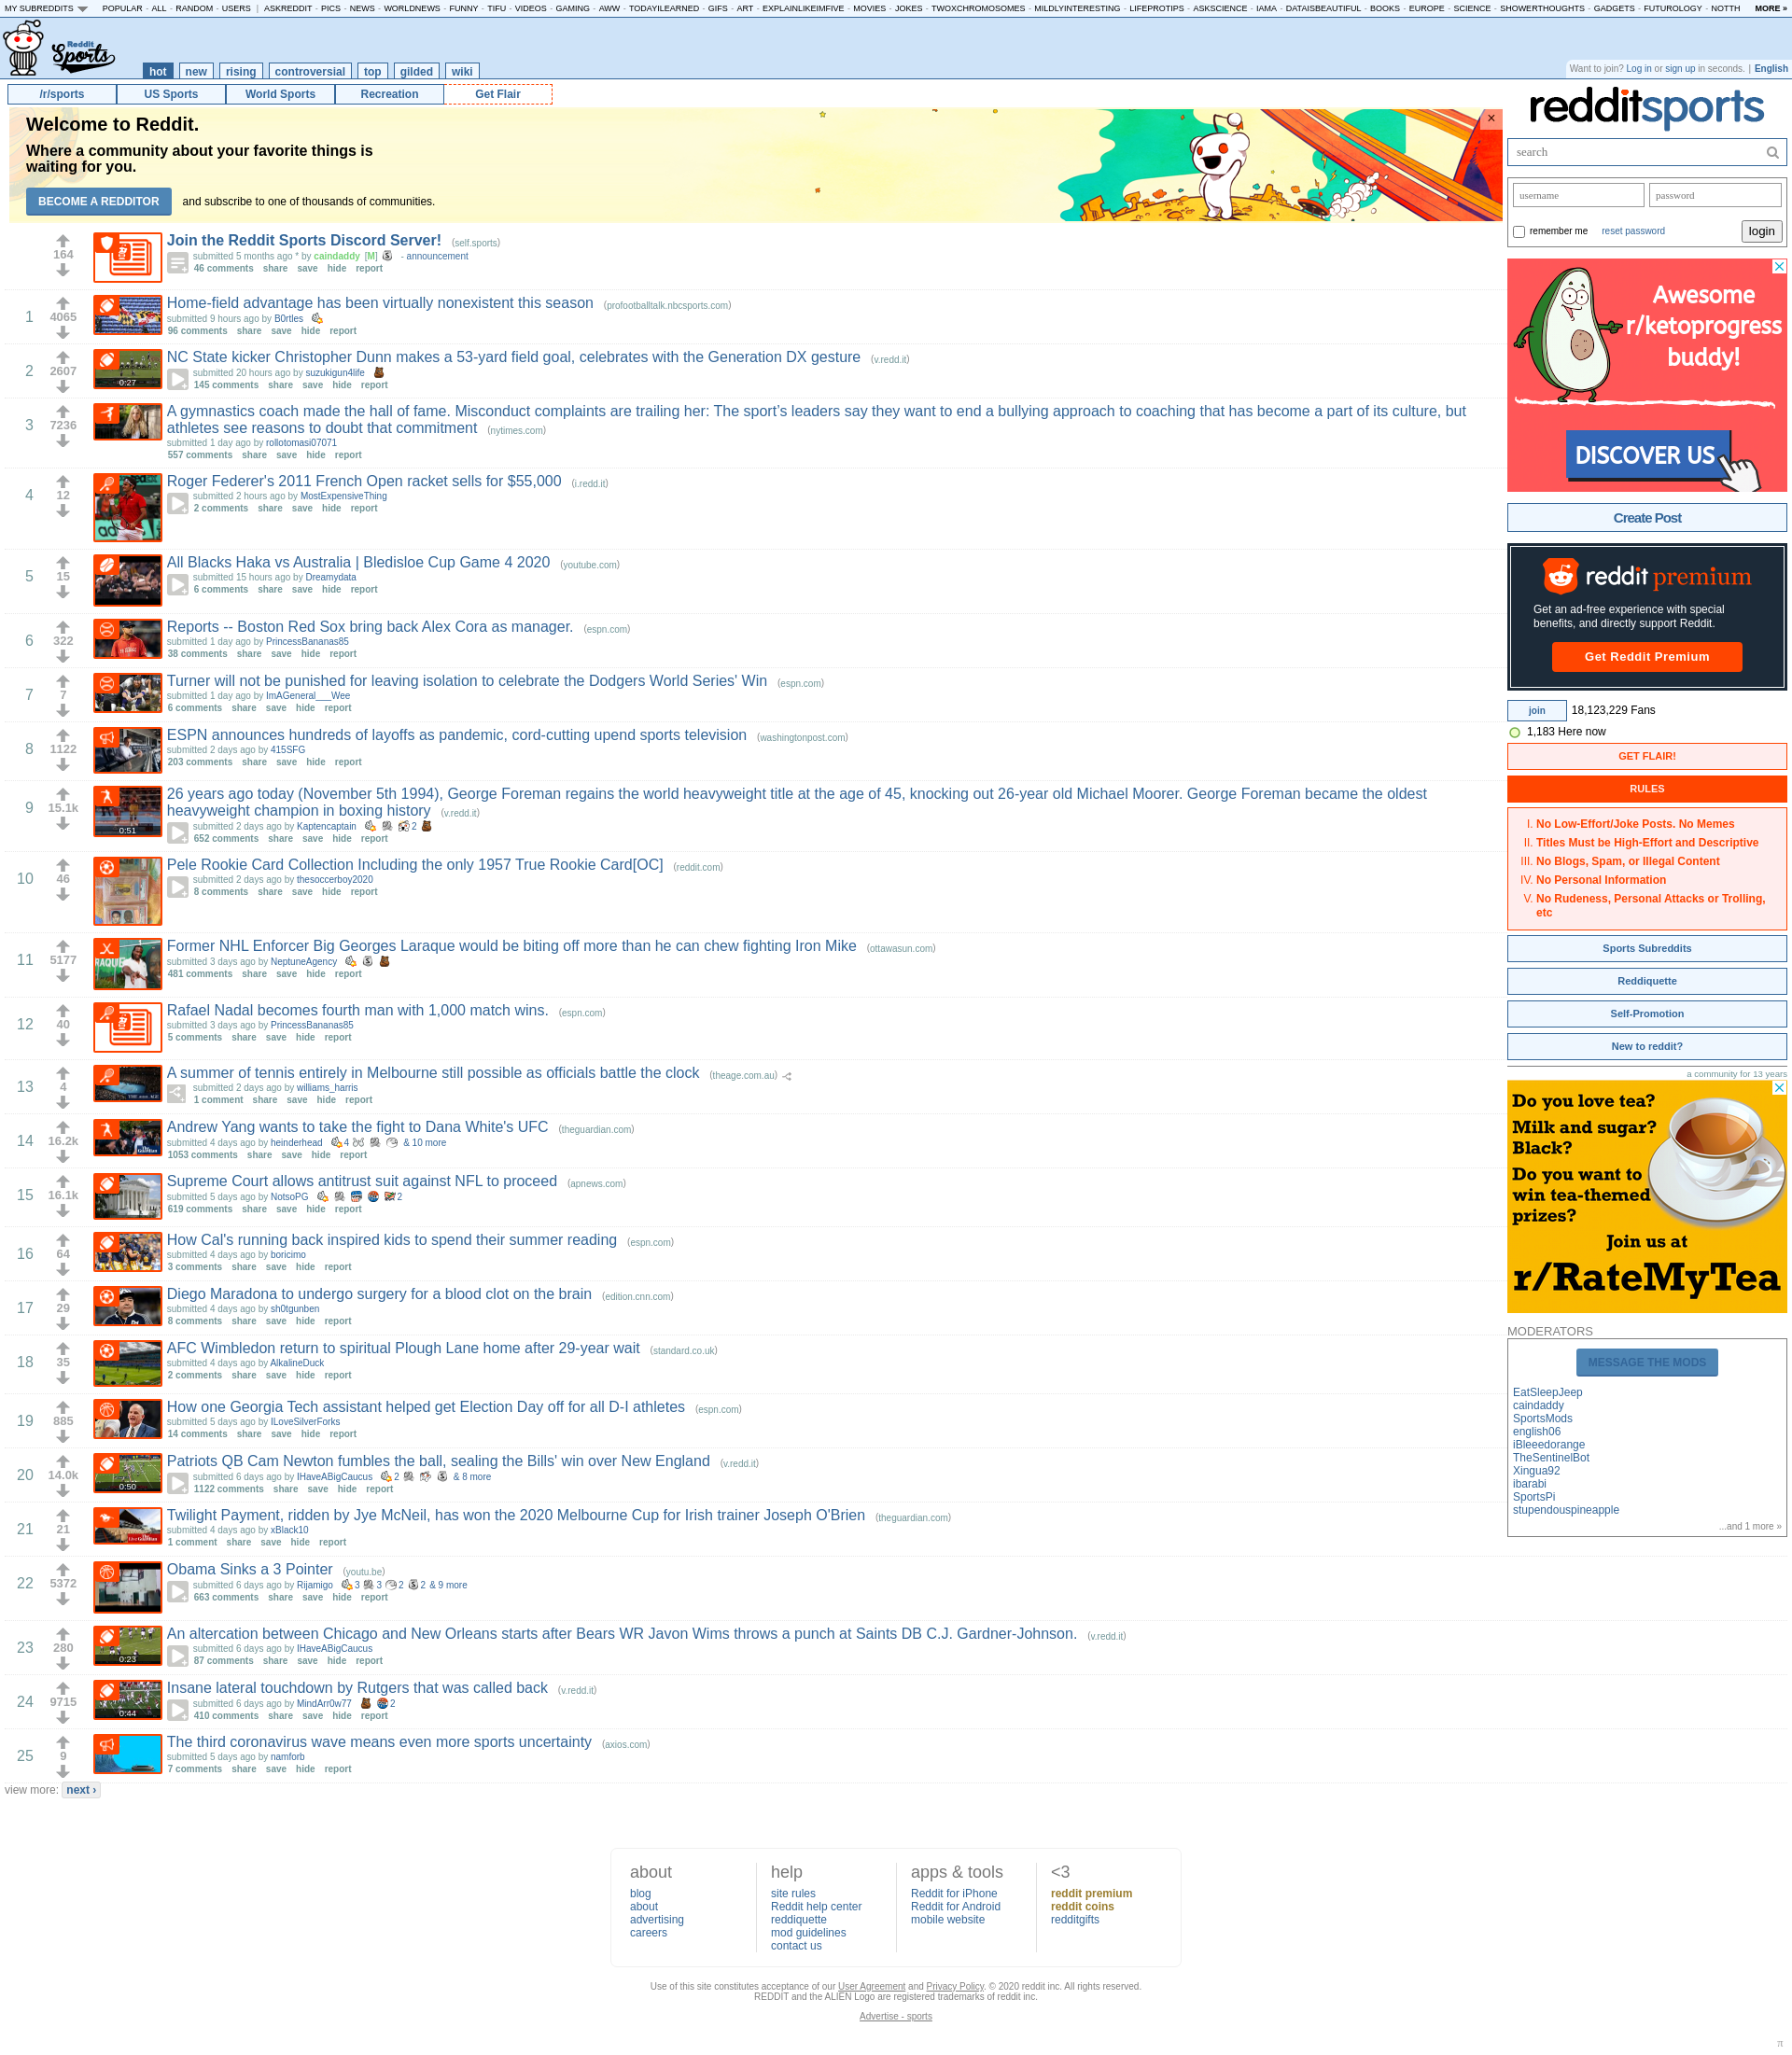 MY SUBREDDITS POPULAR - ALL - RANDOM - USERS | ASKREDDIT - PICS - NEWS - WORLDNEWS - FUNNY - TIFU - VIDEOS - GAMING - AWW - TODAYILEARNED - GIFS - ART - EXPLAINLIKEIMFIVE - MOVIES - JOKES - TWOXCHROMOSOMES - MILDLYINTERESTING - LIFEPROTIPS - ASKSCIENCE - IAMA - DATAISBEAUTIFUL - BOOKS - EUROPE - SCIENCE - SHOWERTHOUGHTS - GADGETS - FUTUROLOGY - NOTTH MORE »
Reddit
Sports
hot new rising controversial top gilded wiki
Want to join? Log in or sign up in seconds. | English
/r/sports US Sports World Sports Recreation Get Flair
Welcome to Reddit.
Where a community about your favorite things is
waiting for you.
BECOME A REDDITOR and subscribe to one of thousands of communities.
×
164
Join the Reddit Sports Discord Server! (self.sports)
submitted 5 months ago * by caindaddy [M] - announcement
46 comments share save hide report
1
4065
Home-field advantage has been virtually nonexistent this season (profootballtalk.nbcsports.com)
submitted 9 hours ago by B0rtles
96 comments share save hide report
2
2607
0:27
NC State kicker Christopher Dunn makes a 53-yard field goal, celebrates with the Generation DX gesture (v.redd.it)
submitted 20 hours ago by suzukigun4life
145 comments share save hide report
3
7236
A gymnastics coach made the hall of fame. Misconduct complaints are trailing her: The sport's leaders say they want to end a bullying approach to coaching that has become a part of its culture, but
athletes see reasons to doubt that commitment (nytimes.com)
submitted 1 day ago by rollotomasi07071
557 comments share save hide report
4
12
Roger Federer's 2011 French Open racket sells for $55,000 (i.redd.it)
submitted 2 hours ago by MostExpensiveThing
2 comments share save hide report
5
15
All Blacks Haka vs Australia | Bledisloe Cup Game 4 2020 (youtube.com)
submitted 15 hours ago by Dreamydata
6 comments share save hide report
6
322
Reports -- Boston Red Sox bring back Alex Cora as manager. (espn.com)
submitted 1 day ago by PrincessBananas85
38 comments share save hide report
7
7
Turner will not be punished for leaving isolation to celebrate the Dodgers World Series' Win (espn.com)
submitted 1 day ago by ImAGeneral___Wee
6 comments share save hide report
8
1122
ESPN announces hundreds of layoffs as pandemic, cord-cutting upend sports television (washingtonpost.com)
submitted 2 days ago by 415SFG
203 comments share save hide report
9
15.1k
0:51
26 years ago today (November 5th 1994), George Foreman regains the world heavyweight title at the age of 45, knocking out 26-year old Michael Moorer. George Foreman became the oldest
heavyweight champion in boxing history (v.redd.it)
submitted 2 days ago by Kaptencaptain 2
652 comments share save hide report
10
46
Pele Rookie Card Collection Including the only 1957 True Rookie Card[OC] (reddit.com)
submitted 2 days ago by thesoccerboy2020
8 comments share save hide report
11
5177
Former NHL Enforcer Big Georges Laraque would be biting off more than he can chew fighting Iron Mike (ottawasun.com)
submitted 3 days ago by NeptuneAgency
481 comments share save hide report
12
40
Rafael Nadal becomes fourth man with 1,000 match wins. (espn.com)
submitted 3 days ago by PrincessBananas85
5 comments share save hide report
13
4
A summer of tennis entirely in Melbourne still possible as officials battle the clock (theage.com.au)
submitted 2 days ago by williams_harris
1 comment share save hide report
14
16.2k
Andrew Yang wants to take the fight to Dana White's UFC (theguardian.com)
submitted 4 days ago by heinderhead 4 & 10 more
1053 comments share save hide report
15
16.1k
Supreme Court allows antitrust suit against NFL to proceed (apnews.com)
submitted 5 days ago by NotsoPG 2
619 comments share save hide report
16
64
How Cal's running back inspired kids to spend their summer reading (espn.com)
submitted 4 days ago by boricimo
3 comments share save hide report
17
29
Diego Maradona to undergo surgery for a blood clot on the brain (edition.cnn.com)
submitted 4 days ago by sh0tgunben
8 comments share save hide report
18
35
AFC Wimbledon return to spiritual Plough Lane home after 29-year wait (standard.co.uk)
submitted 4 days ago by AlkalineDuck
2 comments share save hide report
19
885
How one Georgia Tech assistant helped get Election Day off for all D-I athletes (espn.com)
submitted 5 days ago by ILoveSilverForks
14 comments share save hide report
20
14.0k
0:50
Patriots QB Cam Newton fumbles the ball, sealing the Bills' win over New England (v.redd.it)
submitted 6 days ago by IHaveABigCaucus 2 & 8 more
1122 comments share save hide report
21
21
Twilight Payment, ridden by Jye McNeil, has won the 2020 Melbourne Cup for Irish trainer Joseph O'Brien (theguardian.com)
submitted 4 days ago by xBlack10
1 comment share save hide report
22
5372
Obama Sinks a 3 Pointer (youtu.be)
submitted 6 days ago by Rijamigo 3 3 2 2 & 9 more
663 comments share save hide report
23
280
0:23
An altercation between Chicago and New Orleans starts after Bears WR Javon Wims throws a punch at Saints DB C.J. Gardner-Johnson. (v.redd.it)
submitted 6 days ago by IHaveABigCaucus
87 comments share save hide report
24
9715
0:44
Insane lateral touchdown by Rutgers that was called back (v.redd.it)
submitted 6 days ago by MindArr0w77 2
410 comments share save hide report
25
9
The third coronavirus wave means even more sports uncertainty (axios.com)
submitted 5 days ago by namforb
7 comments share save hide report
view more: next ›
redditsports
search
username password
remember me reset password login
Awesome
r/ketoprogress
buddy!
DISCOVER US
Create Post
reddit premium
Get an ad-free experience with special
benefits, and directly support Reddit.
Get Reddit Premium
join 18,123,229 Fans
1,183 Here now
GET FLAIR!
RULES
I. No Low-Effort/Joke Posts. No Memes
II. Titles Must be High-Effort and Descriptive
III. No Blogs, Spam, or Illegal Content
IV. No Personal Information
V. No Rudeness, Personal Attacks or Trolling,
etc
Sports Subreddits
Reddiquette
Self-Promotion
New to reddit?
a community for 13 years
Do you love tea?
Milk and sugar?
Black?
Do you want to
win tea-themed
prizes?
Join us at
r/RateMyTea
MODERATORS
MESSAGE THE MODS
EatSleepJeep
caindaddy
SportsMods
english06
iBleeedorange
TheSentinelBot
Xingua92
ibarabi
SportsPi
stupendouspineapple
...and 1 more »
about
blog
about
advertising
careers
help
site rules
Reddit help center
reddiquette
mod guidelines
contact us
apps & tools
Reddit for iPhone
Reddit for Android
mobile website
<3
reddit premium
reddit coins
redditgifts
Use of this site constitutes acceptance of our User Agreement and Privacy Policy. © 2020 reddit inc. All rights reserved.
REDDIT and the ALIEN Logo are registered trademarks of reddit inc.
Advertise - sports
π